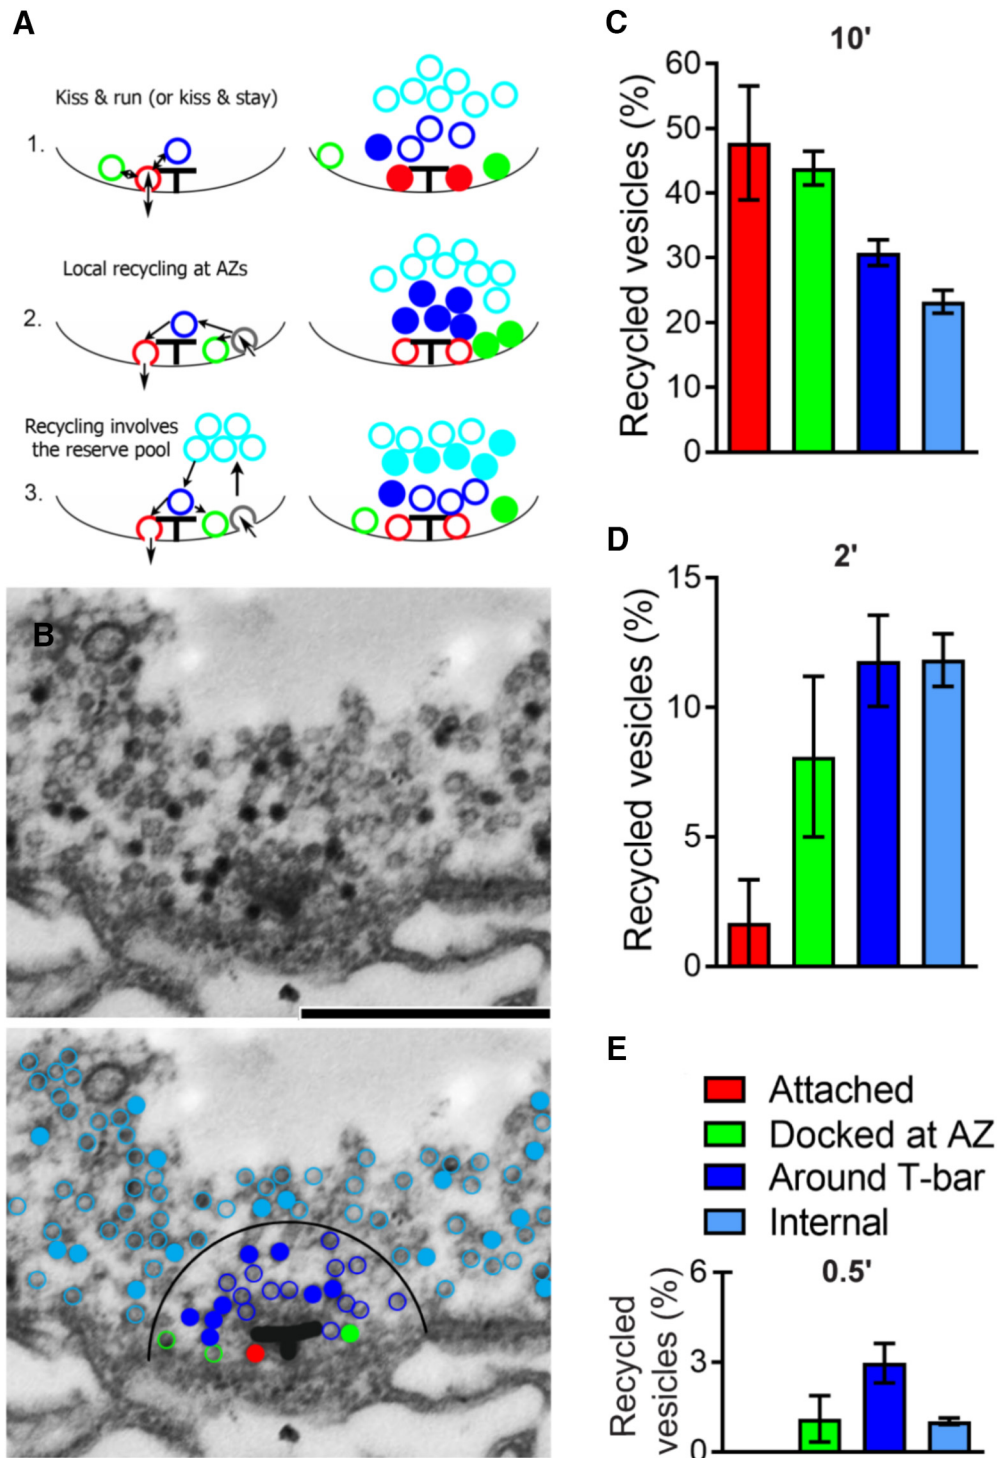 A
Kiss & run (or kiss & stay)
1.
Local recycling at AZs
2.
Recycling involves
the reserve pool
3.
B
C
10'
Recycled vesicles (%)
60
50
40
30
20
10
0
D
2'
Recycled vesicles (%)
15
10
5
0
E
Attached
Docked at AZ
Around T-bar
Internal
0.5'
Recycled
vesicles (%)
6
3
0